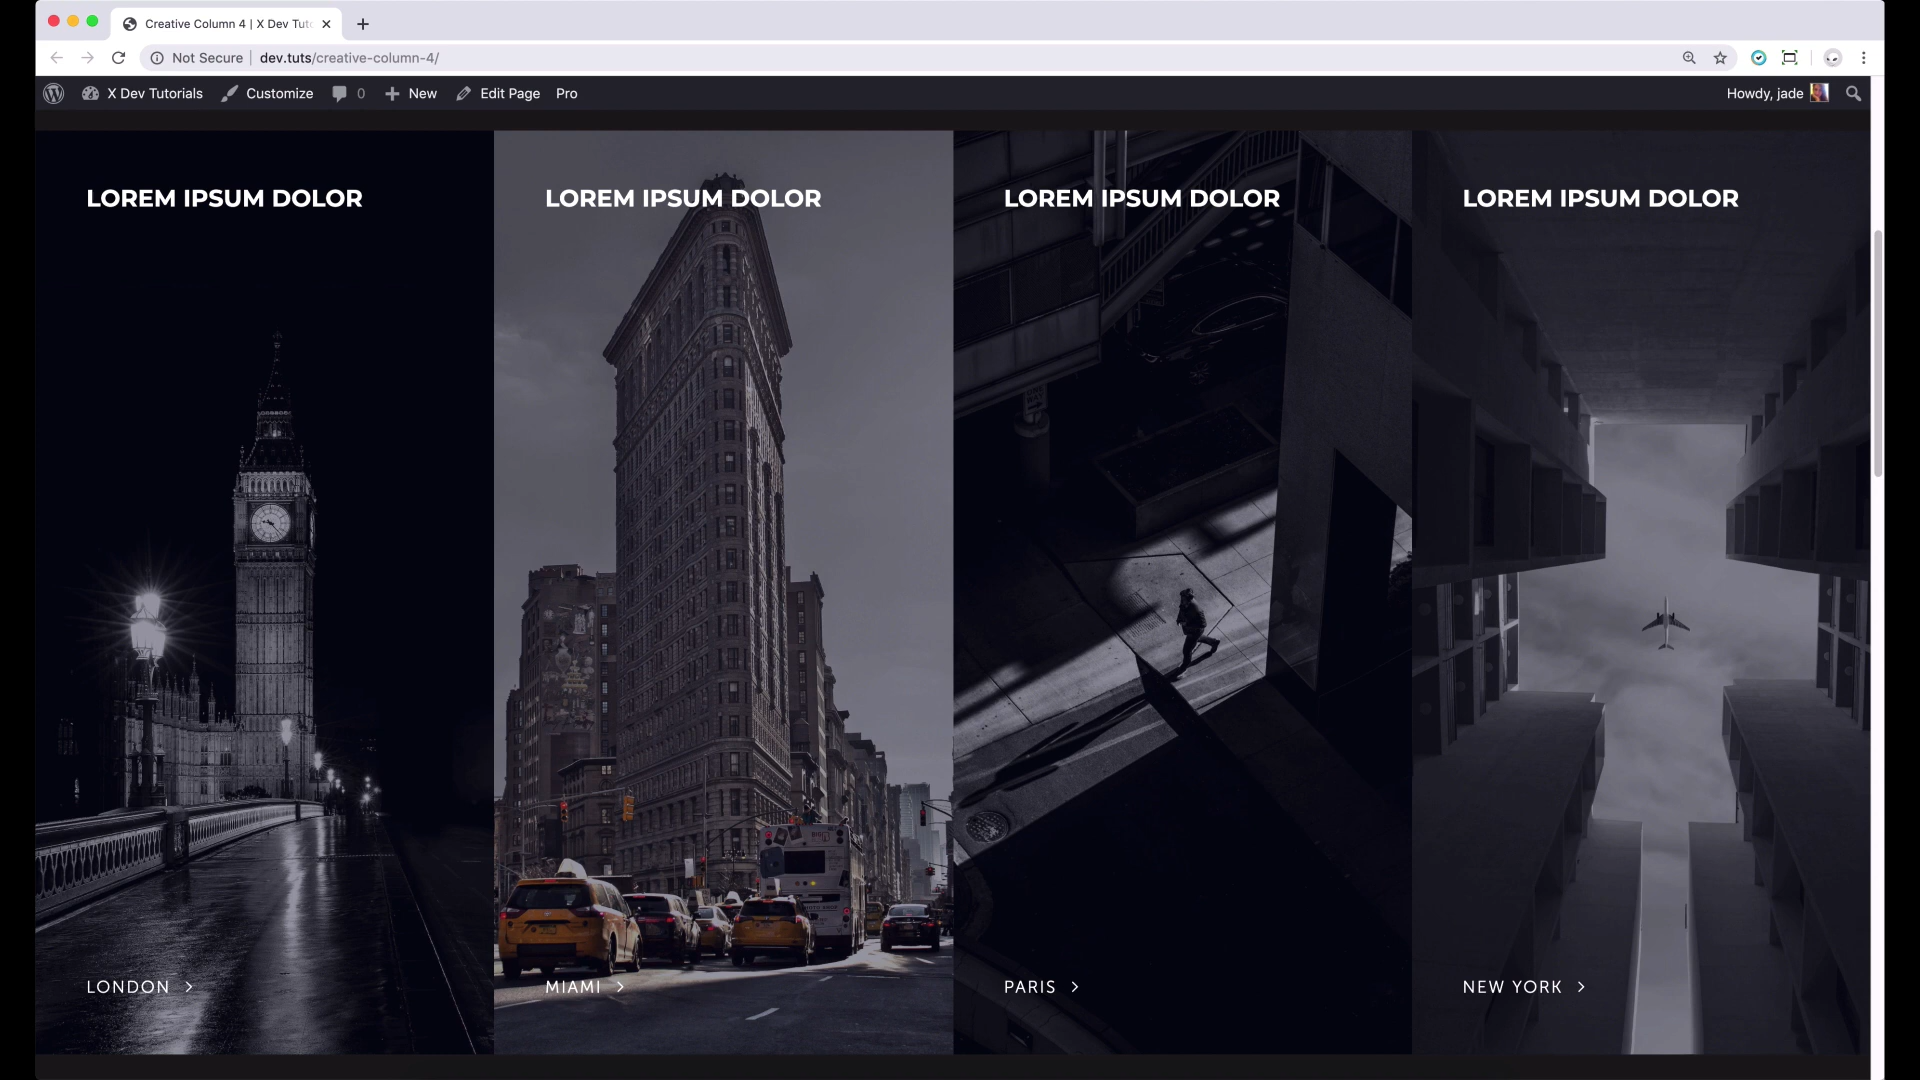 Creative Column 4 | X Dev Tut
Not Secure | dev.tuts/creative-column-4/
X Dev Tutorials Customize 0 New Edit Page Pro Howdy, jade
LOREM IPSUM DOLOR
LOREM IPSUM DOLOR
LOREM IPSUM DOLOR
LOREM IPSUM DOLOR
LONDON >
MIAMI >
PARIS >
NEW YORK >